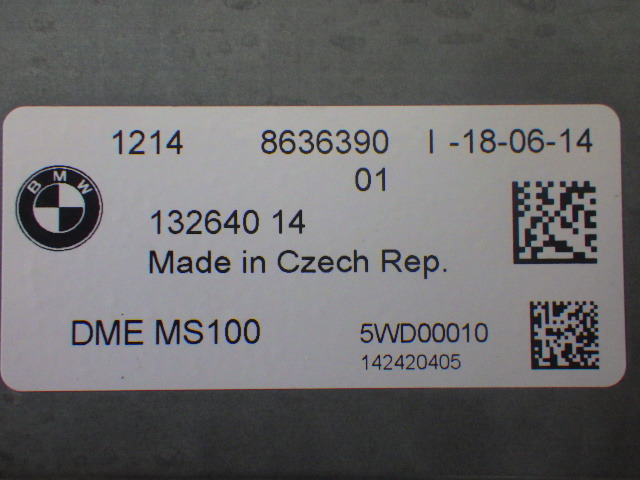 1214 8636390 I -18-06-14
01
BMW
132640 14
Made in Czech Rep.
DME MS100 5WD00010
142420405